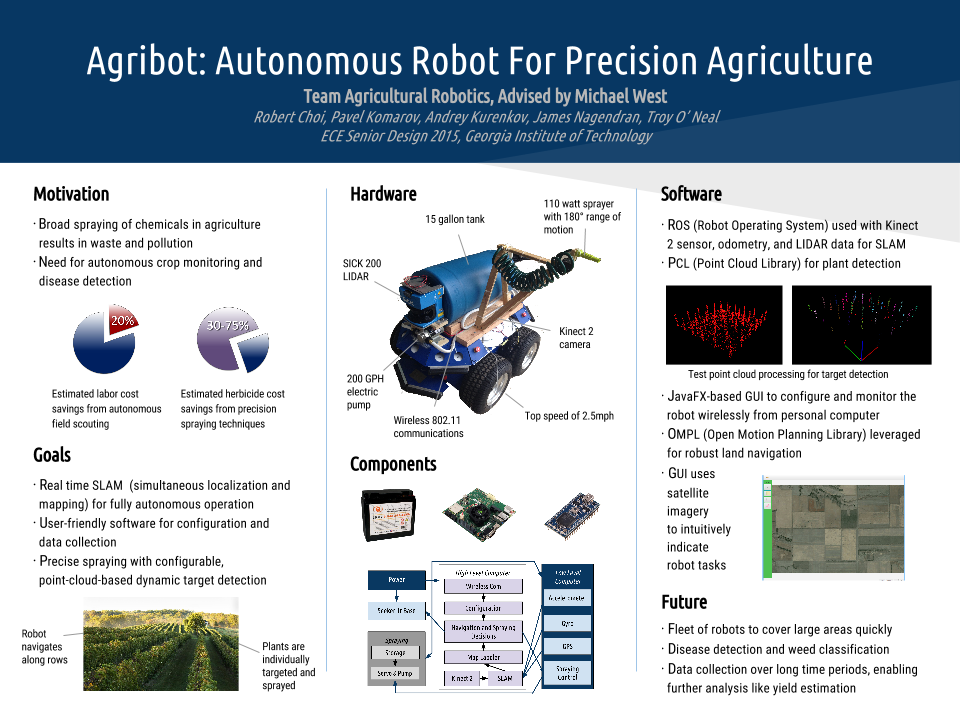 Agribot: Autonomous Robot For Precision Agriculture
Team Agricultural Robotics, Advised by Michael West
Robert Choi, Pavel Komarov, Andrey Kurenkov, James Nagendran, Troy O' Neal
ECE Senior Design 2015, Georgia Institute of Technology
Motivation
· Broad spraying of chemicals in agriculture
results in waste and pollution
· Need for autonomous crop monitoring and
disease detection
20%
30-75%
Estimated labor cost
savings from autonomous
field scouting
Estimated herbicide cost
savings from precision
spraying techniques
Goals
· Real time SLAM (simultaneous localization and
mapping) for fully autonomous operation
· User-friendly software for configuration and
data collection
· Precise spraying with configurable,
point-cloud-based dynamic target detection
Robot
navigates
along rows
Plants are
individually
targeted and
sprayed
Hardware
15 gallon tank
110 watt sprayer
with 180° range of
motion
SICK 200
LIDAR
Kinect 2
camera
200 GPH
electric
pump
Wireless 802.11
communications
Top speed of 2.5mph
Components
Power
Seekur Jr Base
Spraying
Storage
Servo & Pump
High Level Computer
Wireless Com
Configuration
Navigation and Spraying
Decisions
Map Labeler
Kinect 2
SLAM
Low Level
Computer
Accelerometer
Gyro
GPS
Spraying
Control
Software
· ROS (Robot Operating System) used with Kinect
2 sensor, odometry, and LIDAR data for SLAM
· PCL (Point Cloud Library) for plant detection
Test point cloud processing for target detection
· JavaFX-based GUI to configure and monitor the
robot wirelessly from personal computer
· OMPL (Open Motion Planning Library) leveraged
for robust land navigation
· GUI uses
satellite
imagery
to intuitively
indicate
robot tasks
Future
· Fleet of robots to cover large areas quickly
· Disease detection and weed classification
· Data collection over long time periods, enabling
further analysis like yield estimation